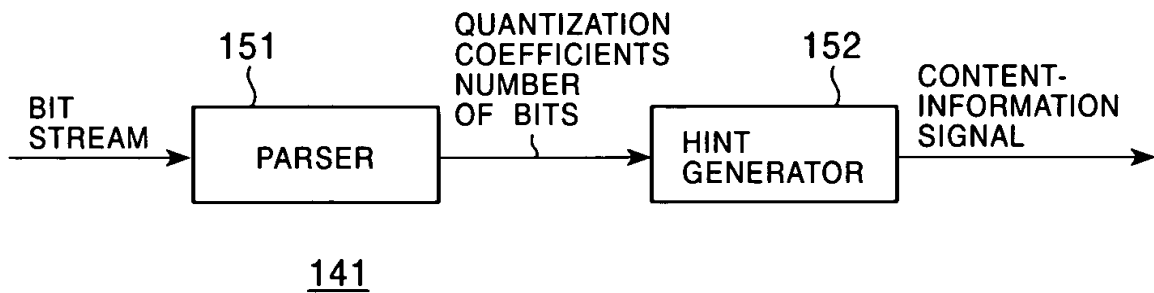 BIT
STREAM
151
PARSER
QUANTIZATION
COEFFICIENTS
NUMBER
OF BITS
152
HINT
GENERATOR
CONTENT-
INFORMATION
SIGNAL
141